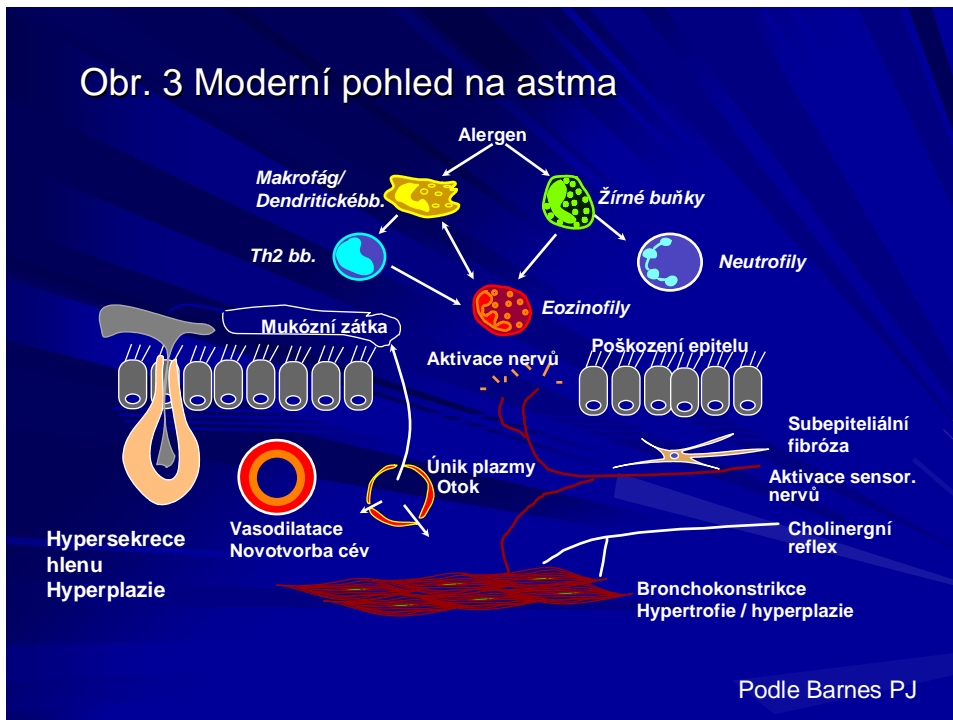 Obr. 3 Moderní pohled na astma
Alergen
Makrofág/
Dendritickébb.
Žírné buňky
Th2 bb.
Neutrofily
Eozinofily
Mukózní zátka
Aktivace nervů
Poškození epitelu
Subepiteliální
fibróza
Únik plazmy
Otok
Aktivace sensor.
nervů
Vasodilatace
Novotvorba cév
Cholinergní
reflex
Hypersekrece
hlenu
Hyperplazie
Bronchokonstrikce
Hypertrofie / hyperplazie
Podle Barnes PJ